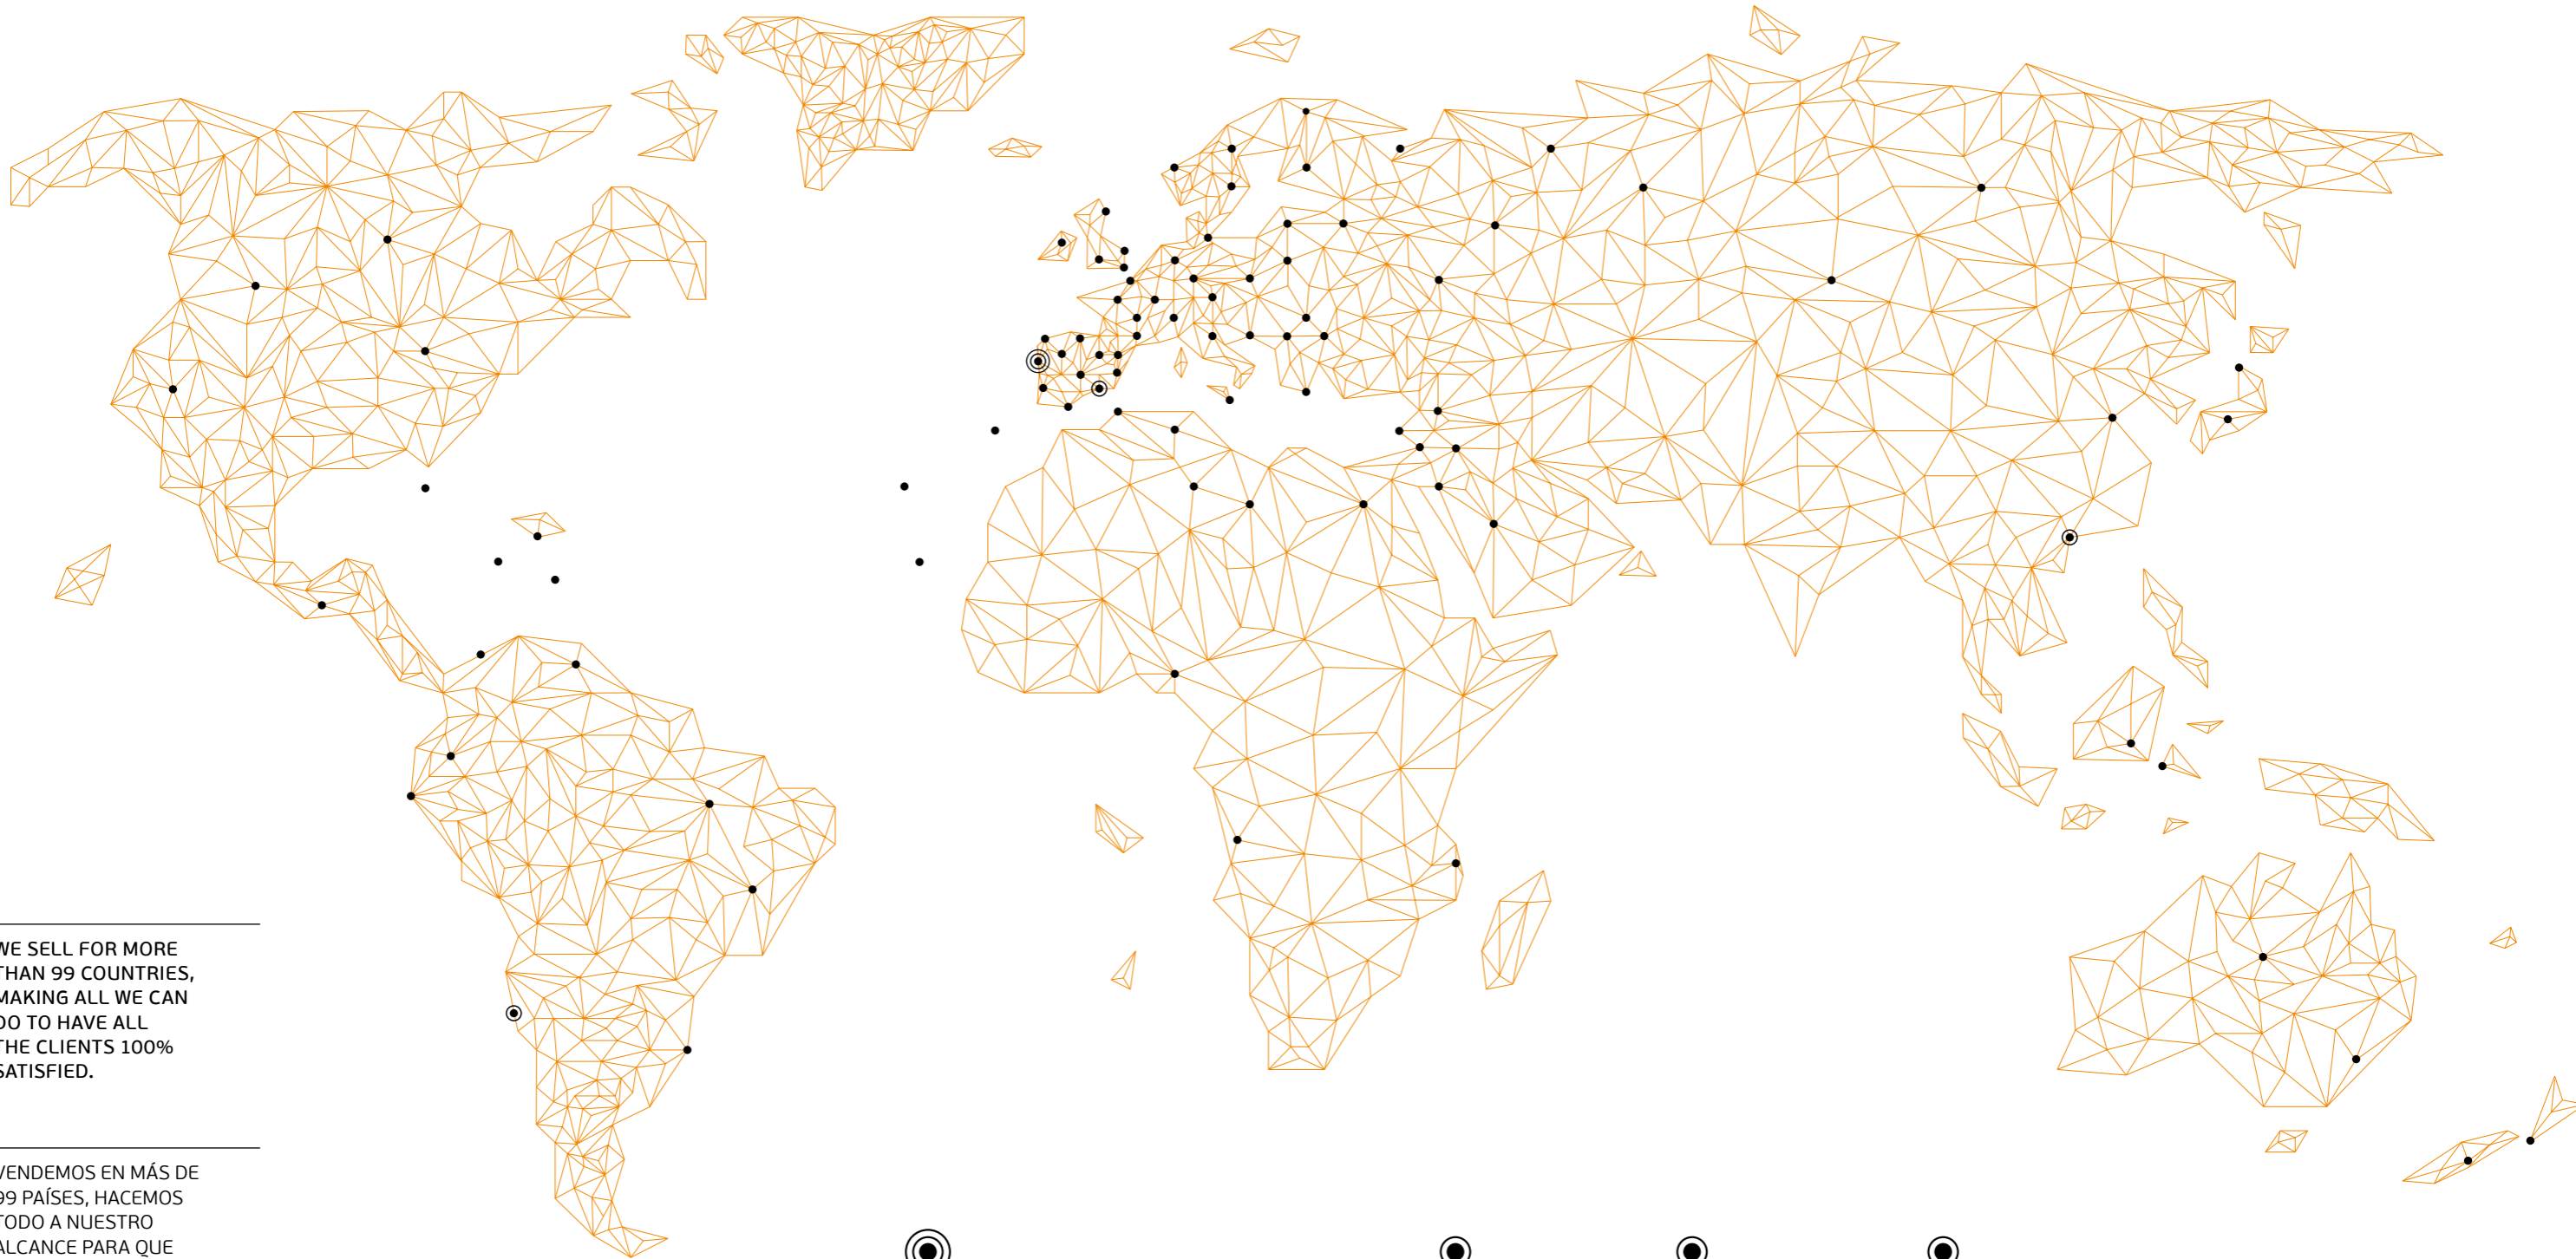 WE SELL FOR MORE
THAN 99 COUNTRIES,
MAKING ALL WE CAN
DO TO HAVE ALL
THE CLIENTS 100%
SATISFIED.
VENDEMOS EN MÁS DE
99 PAÍSES, HACEMOS
TODO A NUESTRO
ALCANCE PARA QUE